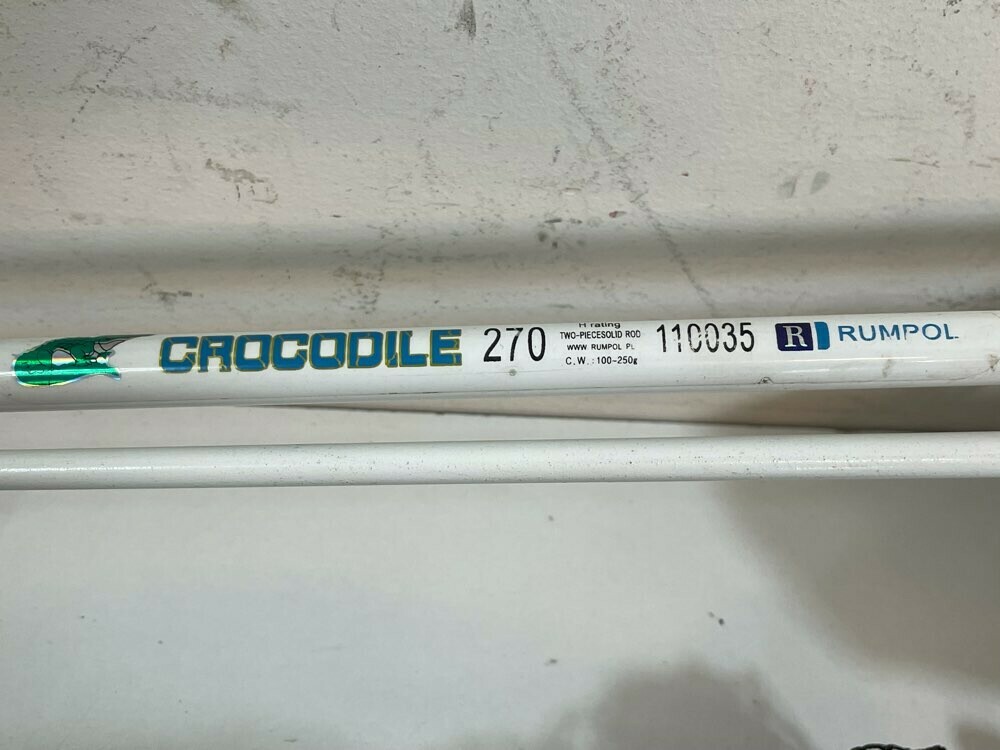 CROCODILE 270
H rating
TWO-PIECESOLID ROD
WWW RUMPOL PL
C.W.:100-250g
110035
R RUMPOL